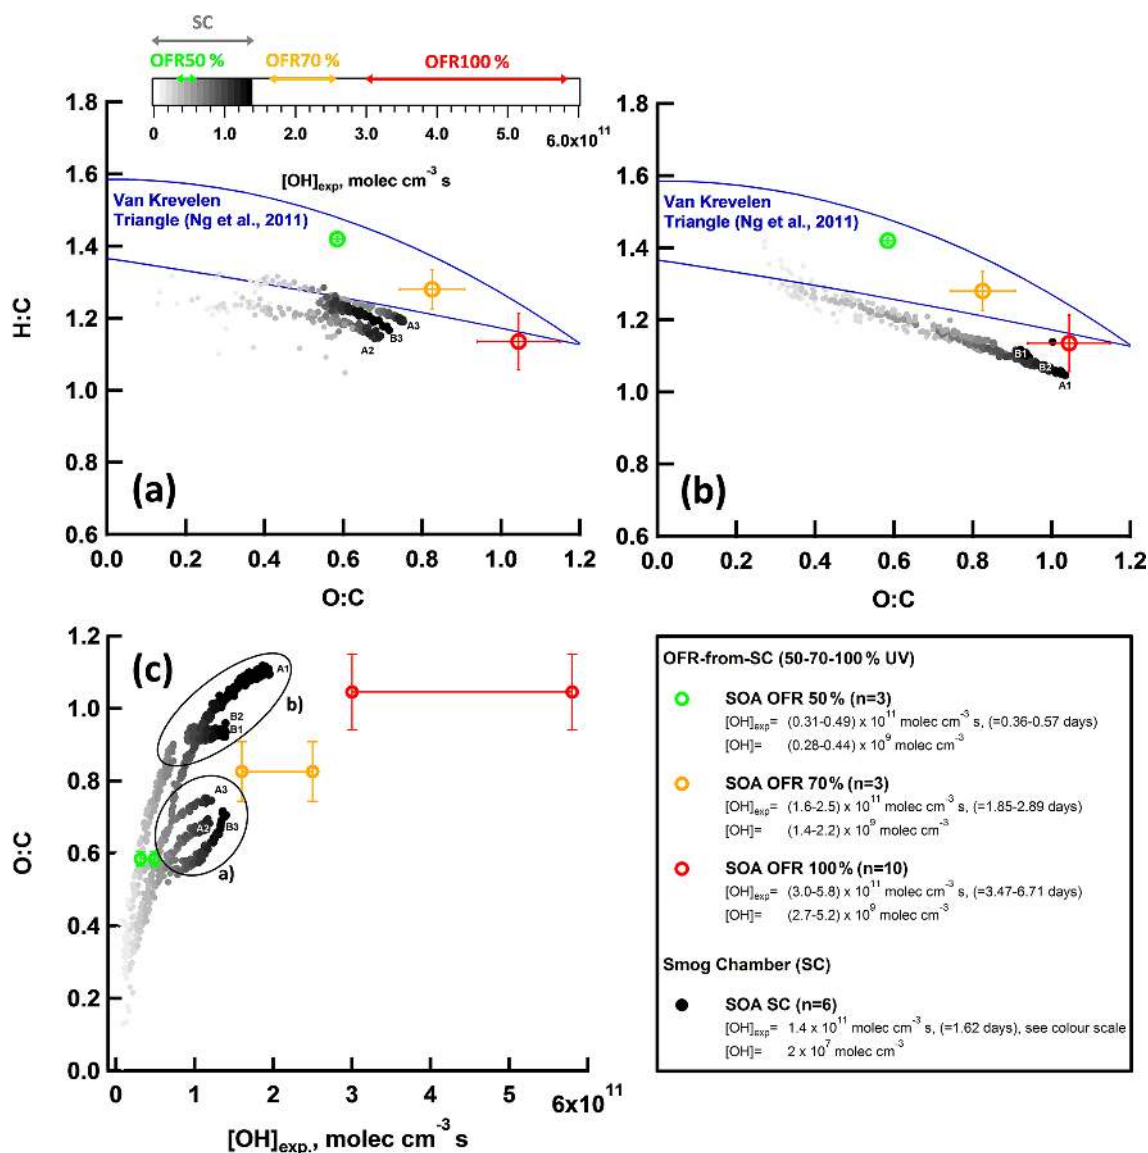 SC
OFR50 % OFR70 % OFR100 %
0 1.0 2.0 3.0 4.0 5.0 6.0x10^11
[OH]exp, molec cm^-3 s
Van Krevelen
Triangle (Ng et al., 2011)
A3
B3
A2
(a)
H:C
1.8
1.6
1.4
1.2
1.0
0.8
0.6
0.0 0.2 0.4 0.6 0.8 1.0 1.2
O:C
Van Krevelen
Triangle (Ng et al., 2011)
B1
B2
A1
(b)
1.8
1.6
1.4
1.2
1.0
0.8
0.6
0.0 0.2 0.4 0.6 0.8 1.0 1.2
O:C
(c)
A1
B2
B1
b)
A3
A2 B3
a)
O:C
1.2
1.0
0.8
0.6
0.4
0.2
0.0
0 1 2 3 4 5 6x10^11
[OH]exp., molec cm^-3 s
OFR-from-SC (50-70-100% UV)
SOA OFR 50% (n=3)
[OH]exp= (0.31-0.49) x 10^11 molec cm^-3 s, (=0.36-0.57 days)
[OH]= (0.28-0.44) x 10^9 molec cm^-3
SOA OFR 70% (n=3)
[OH]exp= (1.6-2.5) x 10^11 molec cm^-3 s, (=1.85-2.89 days)
[OH]= (1.4-2.2) x 10^9 molec cm^-3
SOA OFR 100% (n=10)
[OH]exp= (3.0-5.8) x 10^11 molec cm^-3 s, (=3.47-6.71 days)
[OH]= (2.7-5.2) x 10^9 molec cm^-3
Smog Chamber (SC)
SOA SC (n=6)
[OH]exp= 1.4 x 10^11 molec cm^-3 s, (=1.62 days), see colour scale
[OH]= 2 x 10^7 molec cm^-3